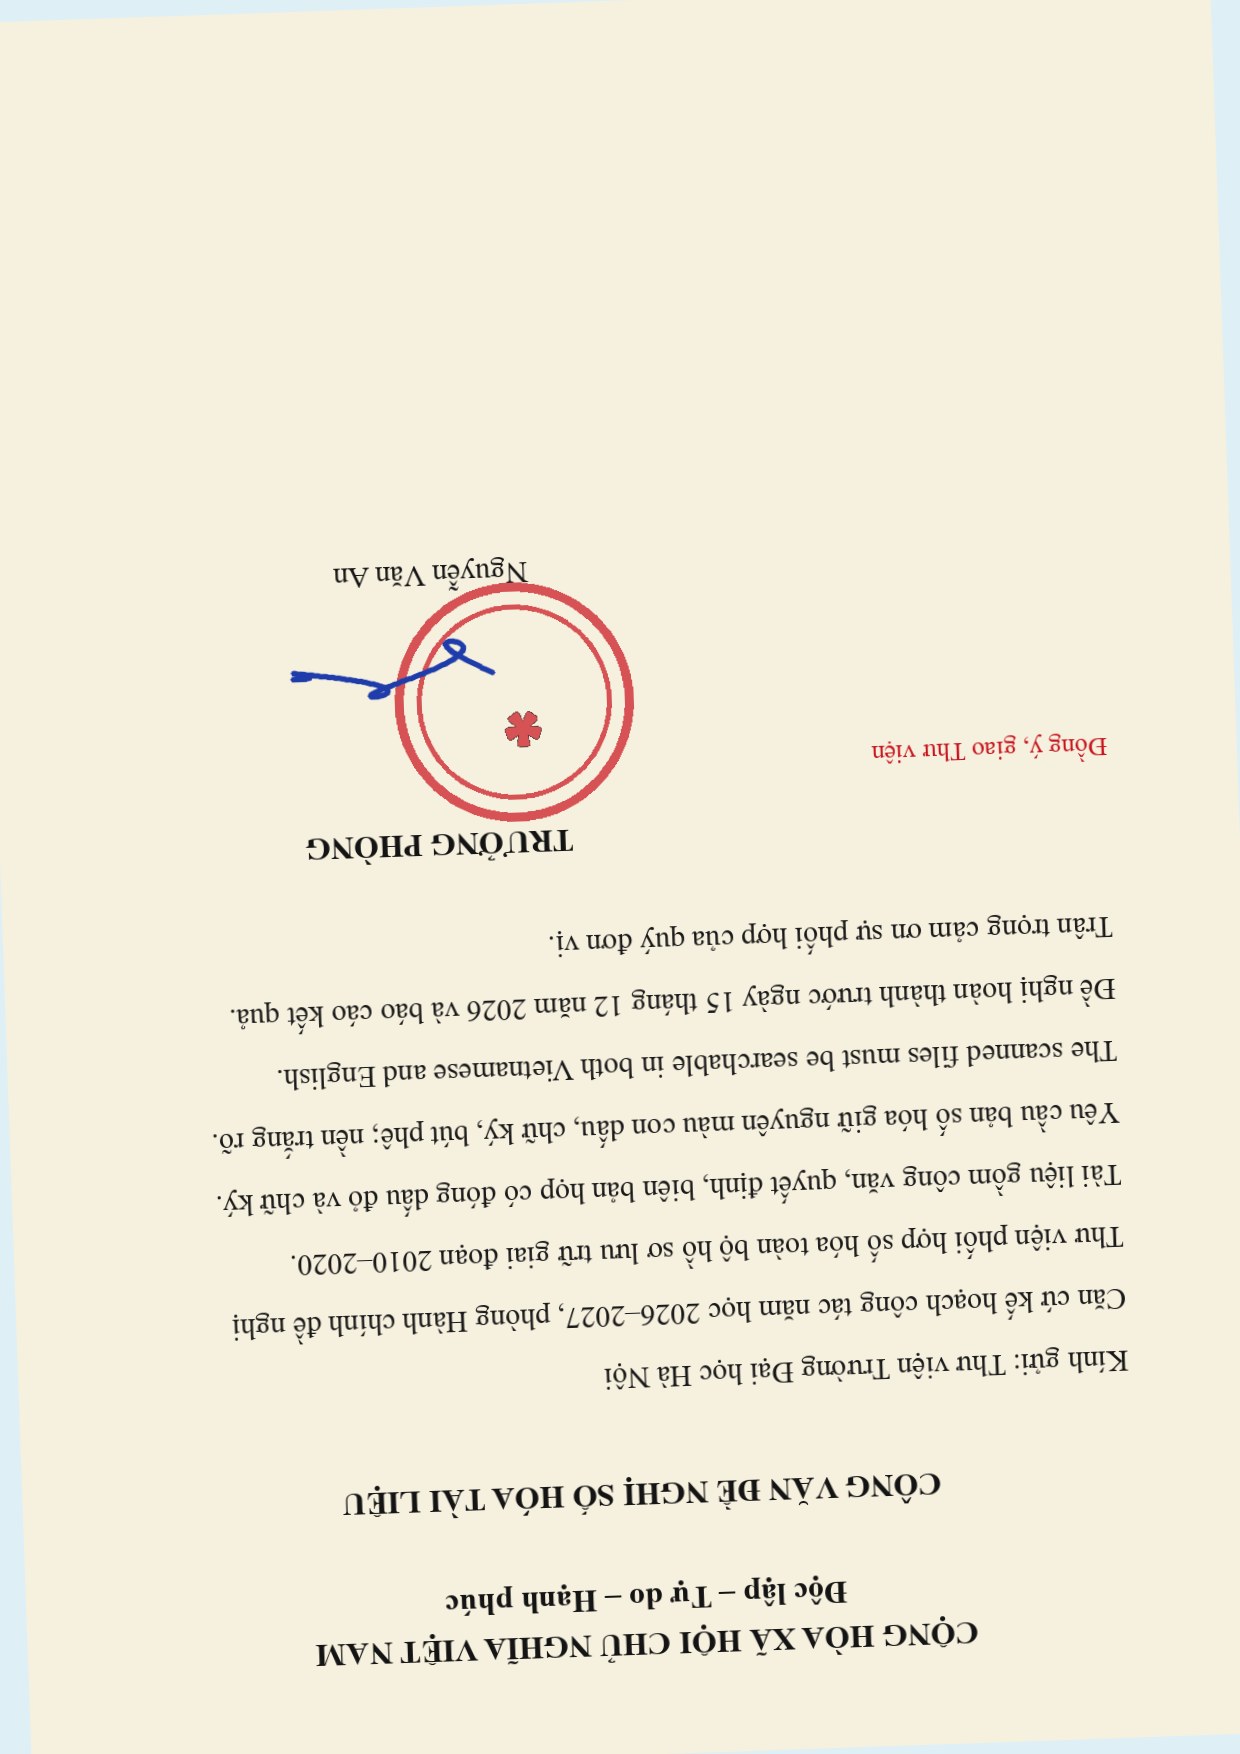 CỘNG HÒA XÃ HỘI CHỦ NGHĨA VIỆT NAM
Độc lập – Tự do – Hạnh phúc
CÔNG VĂN ĐỀ NGHỊ SỐ HÓA TÀI LIỆU
Kính gửi: Thư viện Trường Đại học Hà Nội
Căn cứ kế hoạch công tác năm học 2026–2027, phòng Hành chính đề nghị
Thư viện phối hợp số hóa toàn bộ hồ sơ lưu trữ giai đoạn 2010–2020.
Tài liệu gồm công văn, quyết định, biên bản họp có đóng dấu đỏ và chữ ký.
Yêu cầu bản số hóa giữ nguyên màu con dấu, chữ ký, bút phê; nền trắng rõ.
The scanned files must be searchable in both Vietnamese and English.
Đề nghị hoàn thành trước ngày 15 tháng 12 năm 2026 và báo cáo kết quả.
Trân trọng cảm ơn sự phối hợp của quý đơn vị.
TRƯỞNG PHÒNG
Đồng ý, giao Thư viện
Nguyễn Văn An